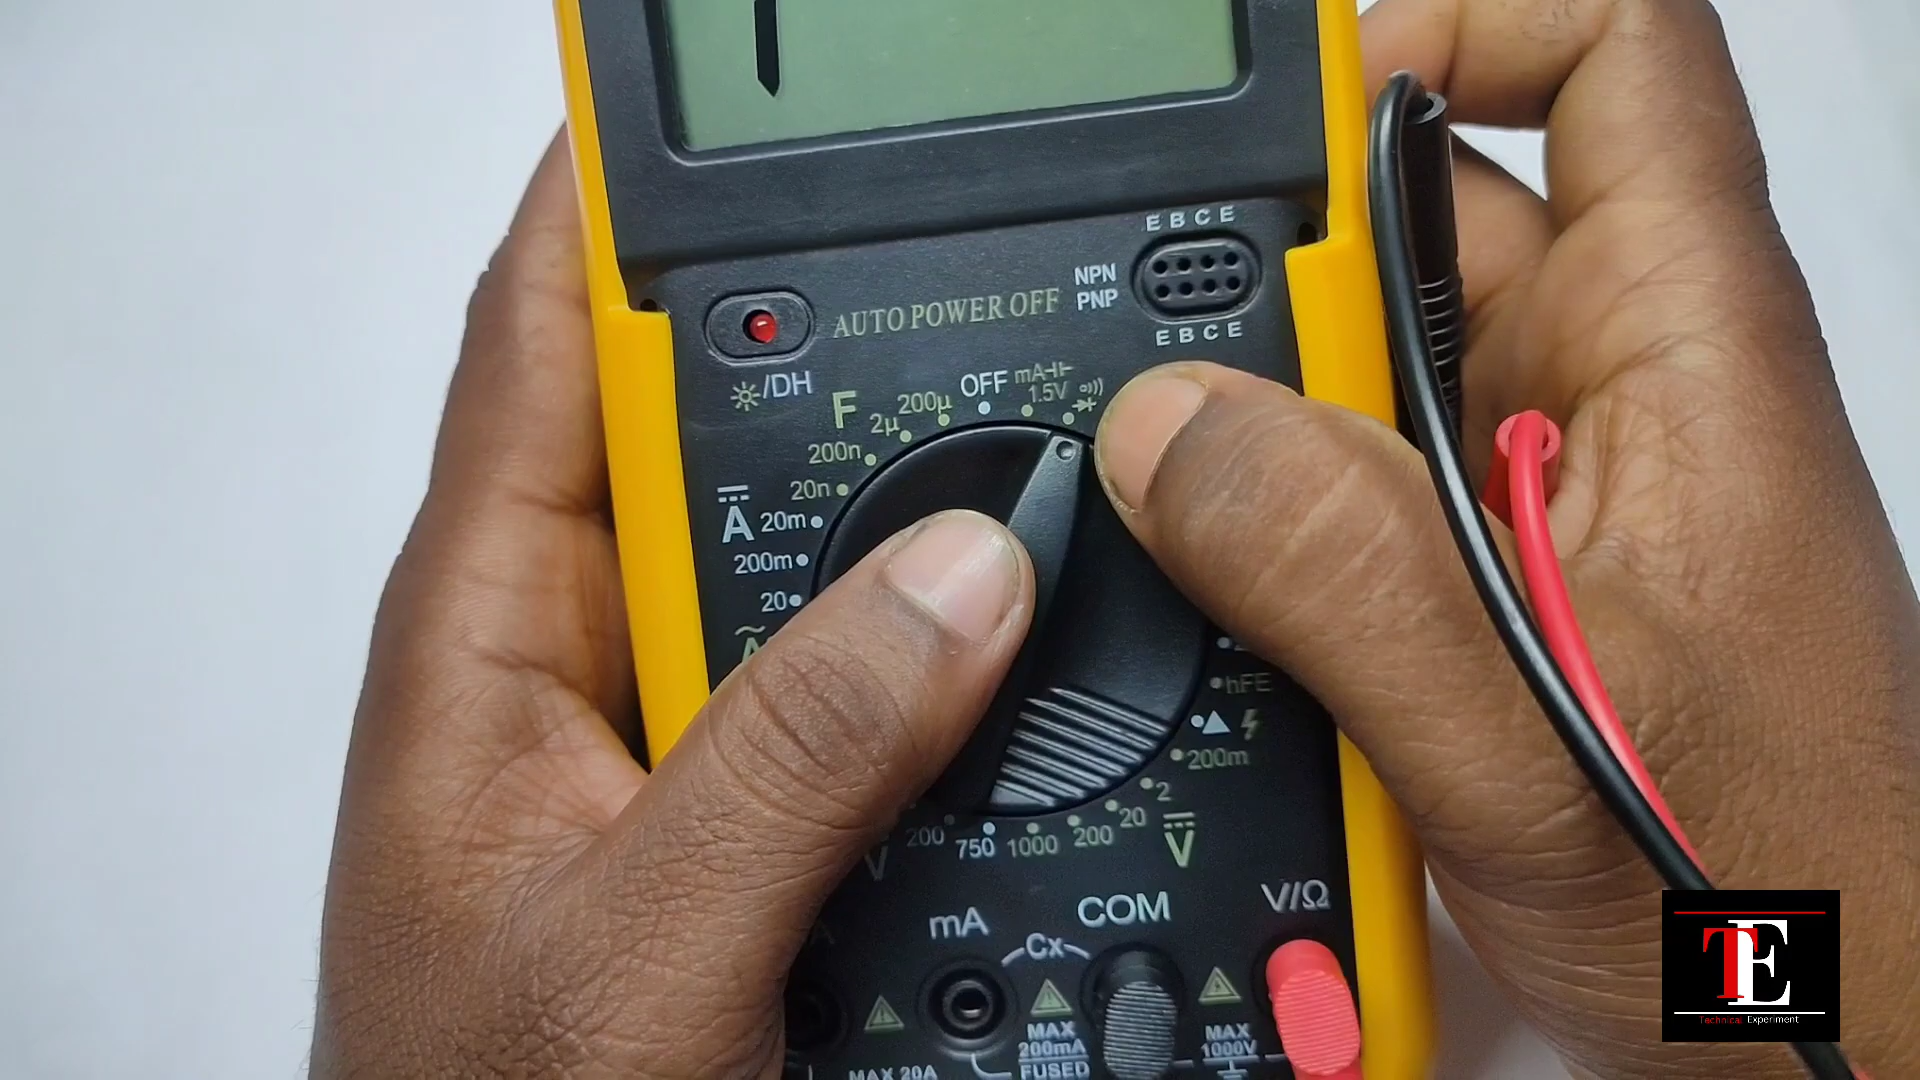 E B C E
NPN
PNP
AUTO POWER OFF
E B C E
/DH
F
2µ
200µ
OFF
mA
1.5V
200n
20n
A
20m
200m
20
hFE
200m
2
20
200
1000
750
200
V
V
mA
COM
V/Ω
Cx
MAX
200mA
FUSED
MAX
1000V
MAX 20A
TE
Technical Experiment